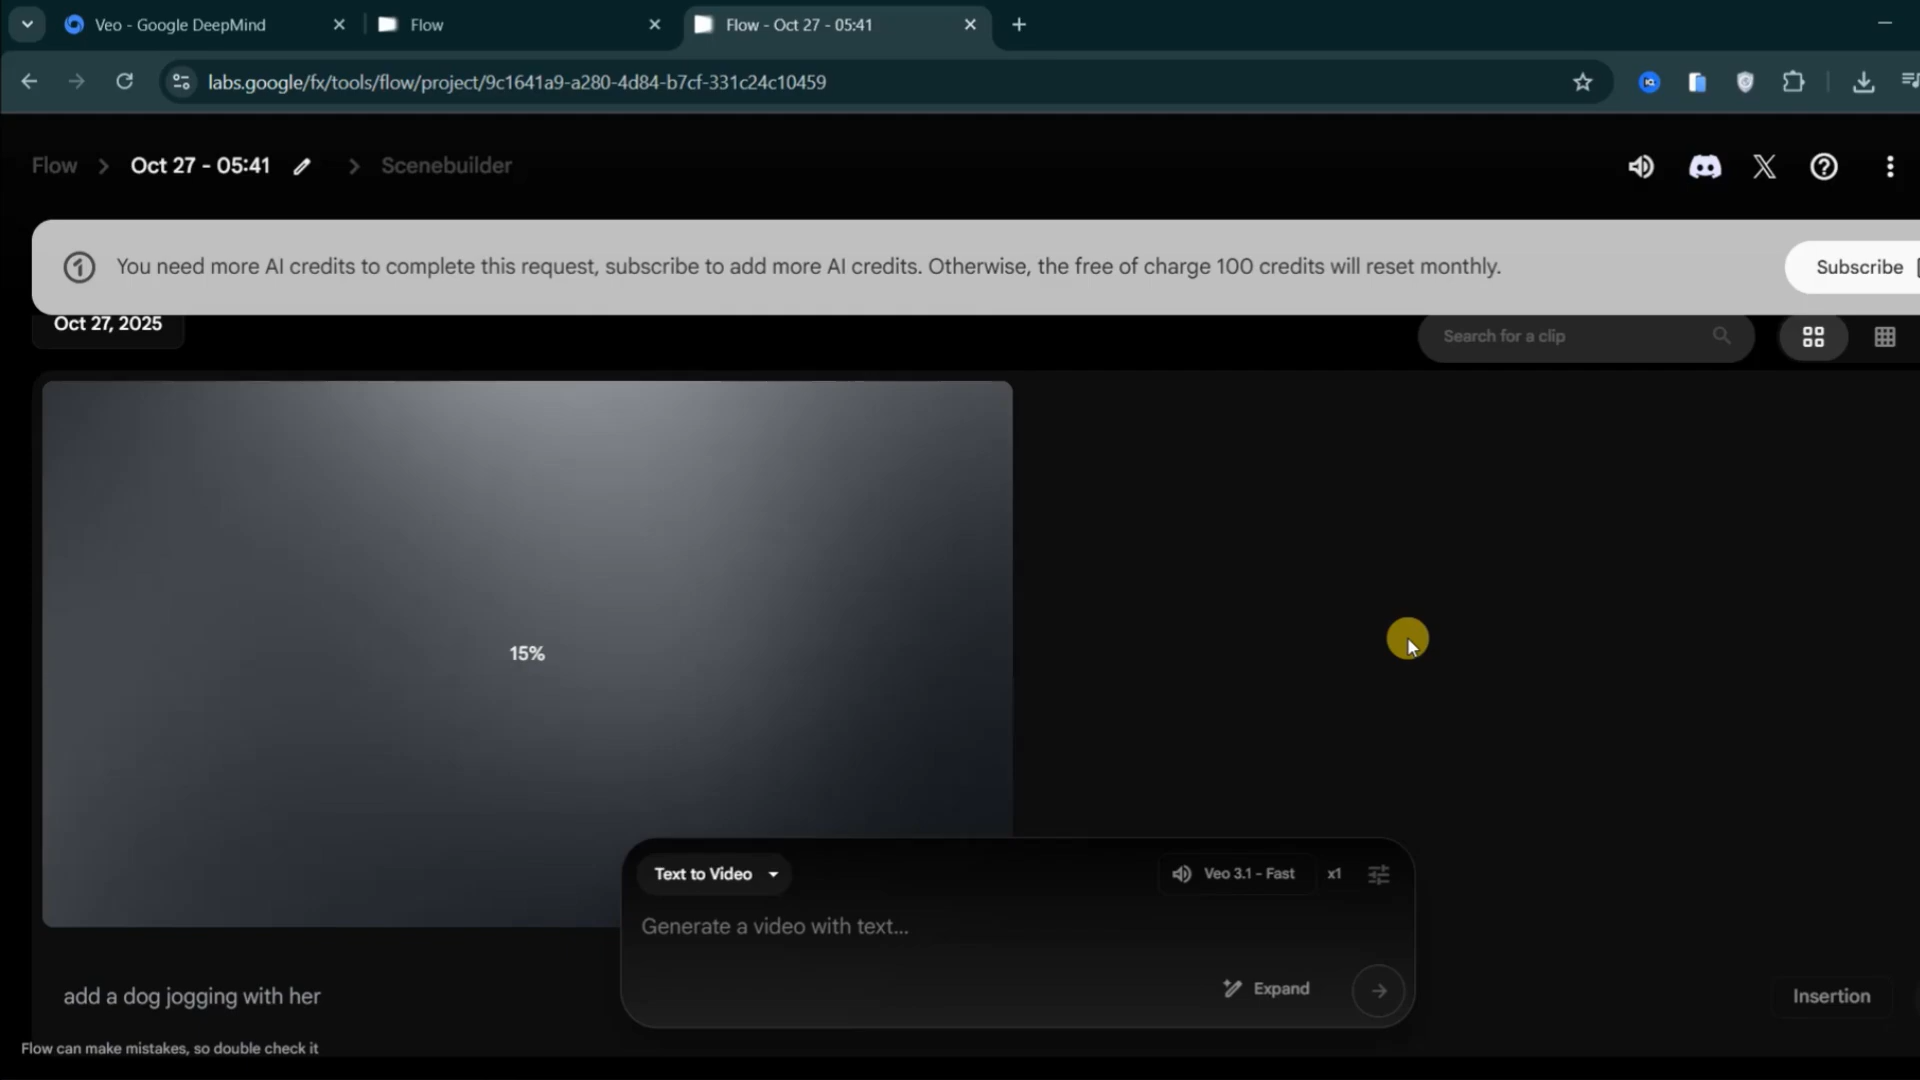 Veo - Google DeepMind
Flow
Flow - Oct 27 - 05:41
labs.google/fx/tools/flow/project/9c1641a9-a280-4d84-b7cf-331c24c10459
Flow > Oct 27 - 05:41 > Scenebuilder
You need more AI credits to complete this request, subscribe to add more AI credits. Otherwise, the free of charge 100 credits will reset monthly.
Subscribe
Oct 27, 2025
Search for a clip
15%
Text to Video
Veo 3.1 - Fast
x1
Generate a video with text...
Expand
add a dog jogging with her
Insertion
Flow can make mistakes, so double check it